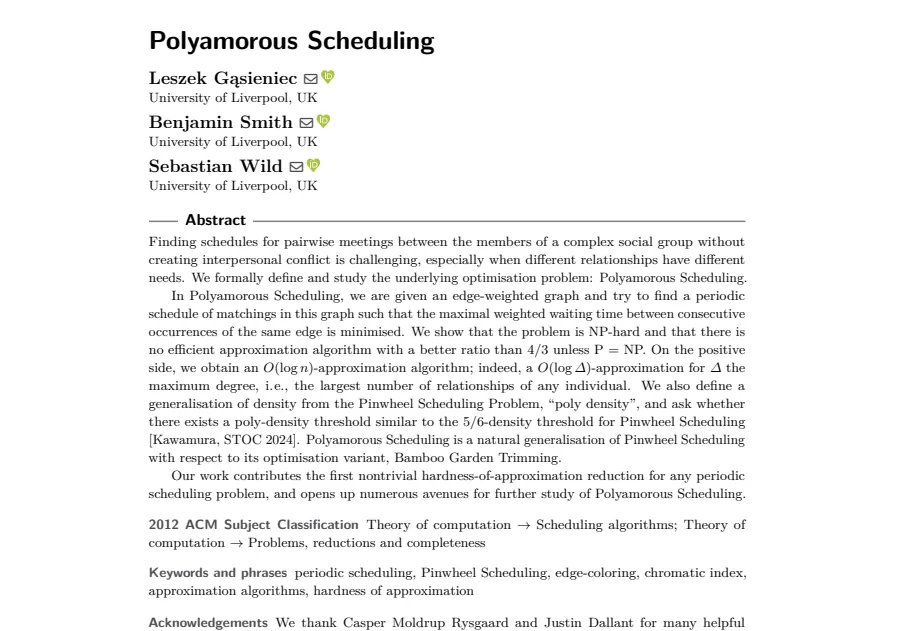 Polyamorous Scheduling
Leszek Gąsieniec
University of Liverpool, UK
Benjamin Smith
University of Liverpool, UK
Sebastian Wild
University of Liverpool, UK
Abstract
Finding schedules for pairwise meetings between the members of a complex social group without
creating interpersonal conflict is challenging, especially when different relationships have different
needs. We formally define and study the underlying optimisation problem: Polyamorous Scheduling.
In Polyamorous Scheduling, we are given an edge-weighted graph and try to find a periodic
schedule of matchings in this graph such that the maximal weighted waiting time between consecutive
occurrences of the same edge is minimised. We show that the problem is NP-hard and that there is
no efficient approximation algorithm with a better ratio than 4/3 unless P = NP. On the positive
side, we obtain an O(log n)-approximation algorithm; indeed, a O(log Δ)-approximation for Δ the
maximum degree, i.e., the largest number of relationships of any individual. We also define a
generalisation of density from the Pinwheel Scheduling Problem, “poly density”, and ask whether
there exists a poly-density threshold similar to the 5/6-density threshold for Pinwheel Scheduling
[Kawamura, STOC 2024]. Polyamorous Scheduling is a natural generalisation of Pinwheel Scheduling
with respect to its optimisation variant, Bamboo Garden Trimming.
Our work contributes the first nontrivial hardness-of-approximation reduction for any periodic
scheduling problem, and opens up numerous avenues for further study of Polyamorous Scheduling.
2012 ACM Subject Classification Theory of computation → Scheduling algorithms; Theory of
computation → Problems, reductions and completeness
Keywords and phrases periodic scheduling, Pinwheel Scheduling, edge-coloring, chromatic index,
approximation algorithms, hardness of approximation
Acknowledgements We thank Casper Moldrup Rysgaard and Justin Dallant for many helpful